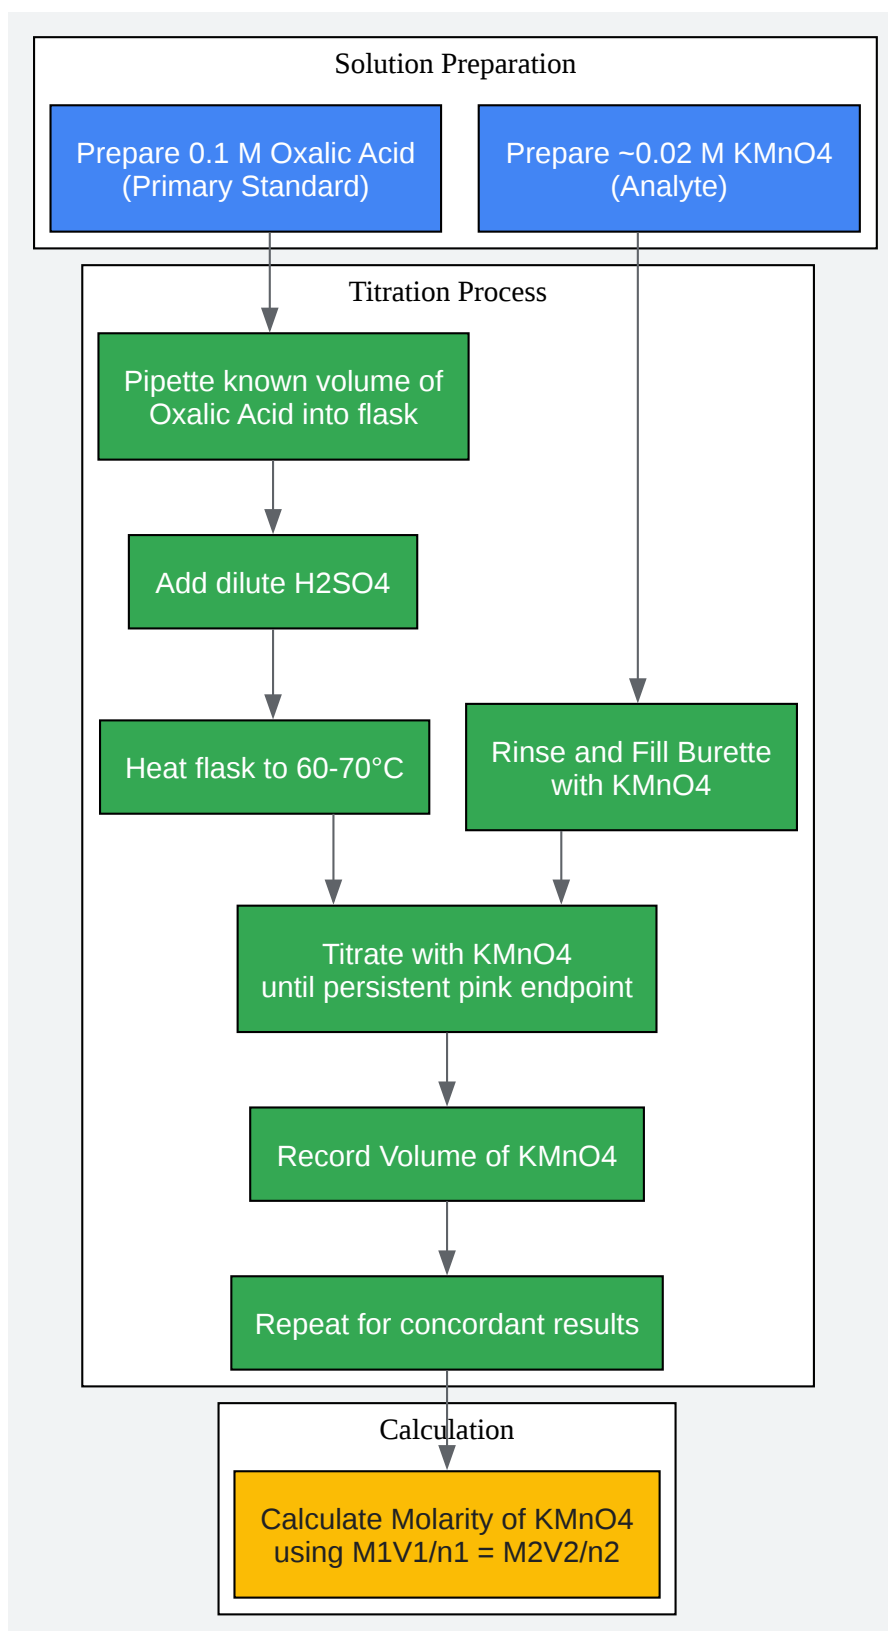 Solution Preparation
Prepare 0.1 M Oxalic Acid
(Primary Standard)
Prepare ~0.02 M KMnO4
(Analyte)
Titration Process
Pipette known volume of
Oxalic Acid into flask
Add dilute H2SO4
Heat flask to 60-70°C
Rinse and Fill Burette
with KMnO4
Titrate with KMnO4
until persistent pink endpoint
Record Volume of KMnO4
Repeat for concordant results
Calculation
Calculate Molarity of KMnO4
using M1V1/n1 = M2V2/n2